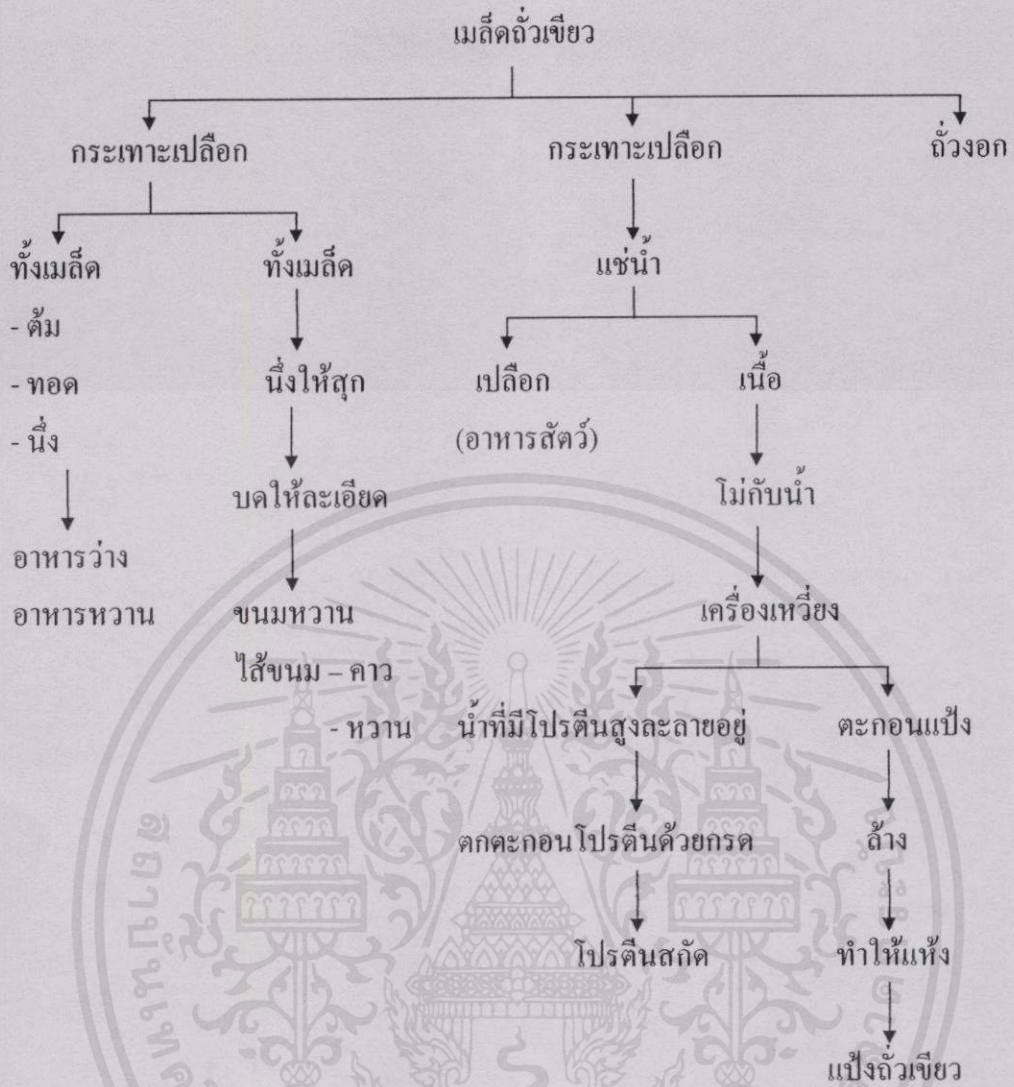 เมล็ดถั่วเขียว
กระเทาะเปลือก กระเทาะเปลือก ถั่วงอก
ทั้งเมล็ด ทั้งเมล็ด แช่น้ำ
- ต้ม
- ทอด นึ่งให้สุก เปลือก เนื้อ
- นึ่ง (อาหารสัตว์)
บดให้ละเอียด โม่กับน้ำ
อาหารว่าง
อาหารหวาน ขนมหวาน เครื่องเหวี่ยง
ไส้ขนม – คาว
- หวาน น้ำที่มีโปรตีนสูงละลายอยู่ ตะกอนแป้ง
ตกตะกอนโปรตีนด้วยกรด ล้าง
โปรตีนสกัด ทำให้แห้ง
แป้งถั่วเขียว